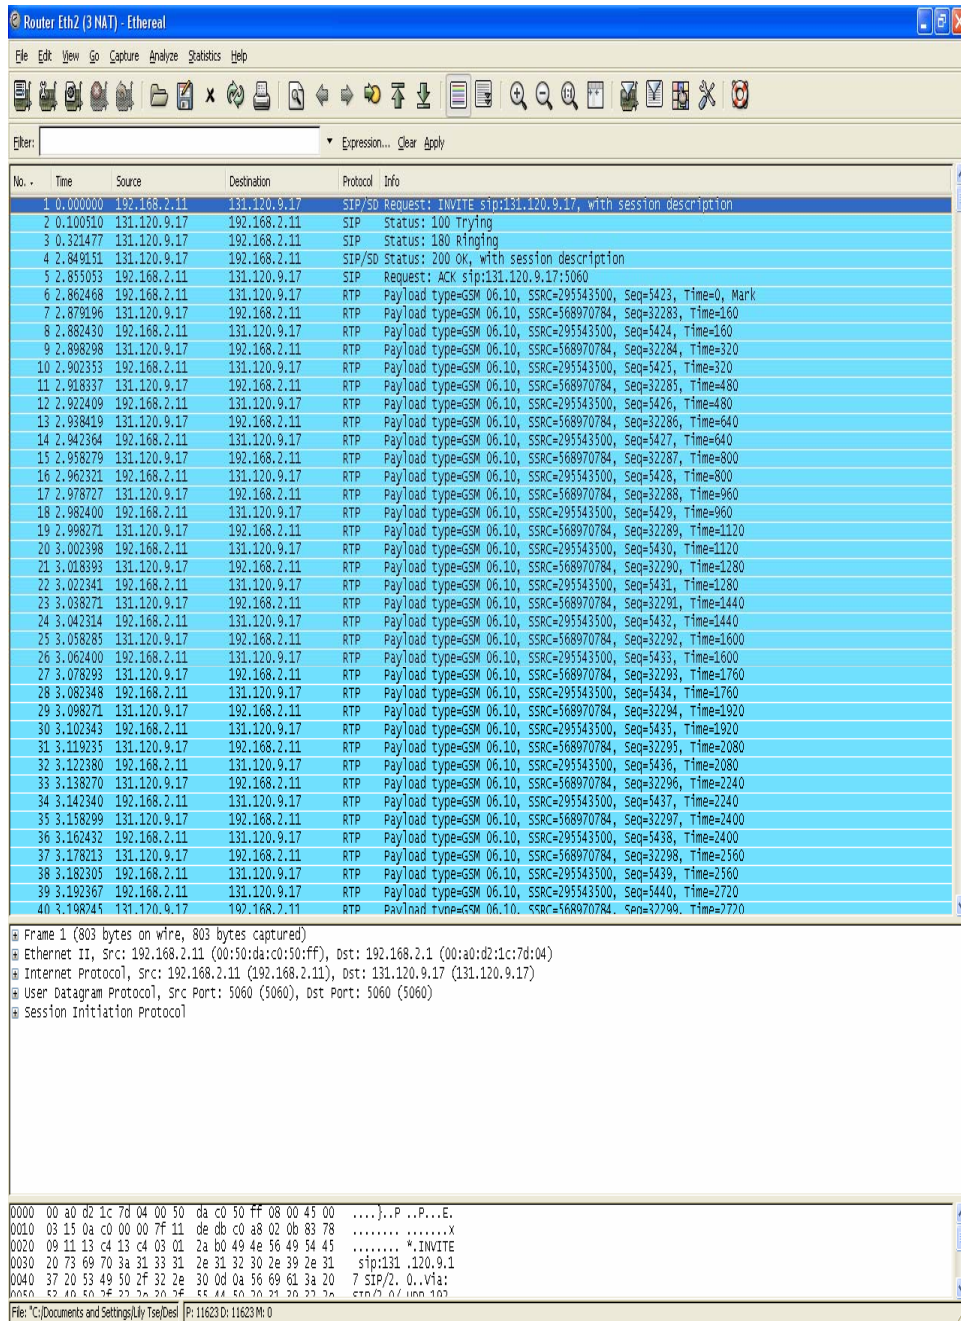 Router Eth2 (3 NAT) - Ethereal
File Edit View Go Capture Analyze Statistics Help
Filter: Expression... Clear Apply
No. Time Source Destination Protocol Info
1 0.000000 192.168.2.11 131.120.9.17 SIP/SD Request: INVITE sip:131.120.9.17, with session description
2 0.100510 131.120.9.17 192.168.2.11 SIP Status: 100 Trying
3 0.321477 131.120.9.17 192.168.2.11 SIP Status: 180 Ringing
4 2.849151 131.120.9.17 192.168.2.11 SIP/SD Status: 200 OK, with session description
5 2.855053 192.168.2.11 131.120.9.17 SIP Request: ACK sip:131.120.9.17:5060
6 2.862468 192.168.2.11 131.120.9.17 RTP Payload type=GSM 06.10, SSRC=295543500, Seq=5423, Time=0, Mark
7 2.879196 131.120.9.17 192.168.2.11 RTP Payload type=GSM 06.10, SSRC=568970784, Seq=32283, Time=160
8 2.882430 192.168.2.11 131.120.9.17 RTP Payload type=GSM 06.10, SSRC=295543500, Seq=5424, Time=160
9 2.898298 131.120.9.17 192.168.2.11 RTP Payload type=GSM 06.10, SSRC=568970784, Seq=32284, Time=320
10 2.902353 192.168.2.11 131.120.9.17 RTP Payload type=GSM 06.10, SSRC=295543500, Seq=5425, Time=320
11 2.918337 131.120.9.17 192.168.2.11 RTP Payload type=GSM 06.10, SSRC=568970784, Seq=32285, Time=480
12 2.922409 192.168.2.11 131.120.9.17 RTP Payload type=GSM 06.10, SSRC=295543500, Seq=5426, Time=480
13 2.938419 131.120.9.17 192.168.2.11 RTP Payload type=GSM 06.10, SSRC=568970784, Seq=32286, Time=640
14 2.942364 192.168.2.11 131.120.9.17 RTP Payload type=GSM 06.10, SSRC=295543500, Seq=5427, Time=640
15 2.958279 131.120.9.17 192.168.2.11 RTP Payload type=GSM 06.10, SSRC=568970784, Seq=32287, Time=800
16 2.962321 192.168.2.11 131.120.9.17 RTP Payload type=GSM 06.10, SSRC=295543500, Seq=5428, Time=800
17 2.978727 131.120.9.17 192.168.2.11 RTP Payload type=GSM 06.10, SSRC=568970784, Seq=32288, Time=960
18 2.982400 192.168.2.11 131.120.9.17 RTP Payload type=GSM 06.10, SSRC=295543500, Seq=5429, Time=960
19 2.998271 131.120.9.17 192.168.2.11 RTP Payload type=GSM 06.10, SSRC=568970784, Seq=32289, Time=1120
20 3.002398 192.168.2.11 131.120.9.17 RTP Payload type=GSM 06.10, SSRC=295543500, Seq=5430, Time=1120
21 3.018393 131.120.9.17 192.168.2.11 RTP Payload type=GSM 06.10, SSRC=568970784, Seq=32290, Time=1280
22 3.022341 192.168.2.11 131.120.9.17 RTP Payload type=GSM 06.10, SSRC=295543500, Seq=5431, Time=1280
23 3.038271 131.120.9.17 192.168.2.11 RTP Payload type=GSM 06.10, SSRC=568970784, Seq=32291, Time=1440
24 3.042314 192.168.2.11 131.120.9.17 RTP Payload type=GSM 06.10, SSRC=295543500, Seq=5432, Time=1440
25 3.058285 131.120.9.17 192.168.2.11 RTP Payload type=GSM 06.10, SSRC=568970784, Seq=32292, Time=1600
26 3.062400 192.168.2.11 131.120.9.17 RTP Payload type=GSM 06.10, SSRC=295543500, Seq=5433, Time=1600
27 3.078293 131.120.9.17 192.168.2.11 RTP Payload type=GSM 06.10, SSRC=568970784, Seq=32293, Time=1760
28 3.082348 192.168.2.11 131.120.9.17 RTP Payload type=GSM 06.10, SSRC=295543500, Seq=5434, Time=1760
29 3.098271 131.120.9.17 192.168.2.11 RTP Payload type=GSM 06.10, SSRC=568970784, Seq=32294, Time=1920
30 3.102343 192.168.2.11 131.120.9.17 RTP Payload type=GSM 06.10, SSRC=295543500, Seq=5435, Time=1920
31 3.119235 131.120.9.17 192.168.2.11 RTP Payload type=GSM 06.10, SSRC=568970784, Seq=32295, Time=2080
32 3.122380 192.168.2.11 131.120.9.17 RTP Payload type=GSM 06.10, SSRC=295543500, Seq=5436, Time=2080
33 3.138270 131.120.9.17 192.168.2.11 RTP Payload type=GSM 06.10, SSRC=568970784, Seq=32296, Time=2240
34 3.142340 192.168.2.11 131.120.9.17 RTP Payload type=GSM 06.10, SSRC=295543500, Seq=5437, Time=2240
35 3.158299 131.120.9.17 192.168.2.11 RTP Payload type=GSM 06.10, SSRC=568970784, Seq=32297, Time=2400
36 3.162432 192.168.2.11 131.120.9.17 RTP Payload type=GSM 06.10, SSRC=295543500, Seq=5438, Time=2400
37 3.178213 131.120.9.17 192.168.2.11 RTP Payload type=GSM 06.10, SSRC=568970784, Seq=32298, Time=2560
38 3.182305 192.168.2.11 131.120.9.17 RTP Payload type=GSM 06.10, SSRC=295543500, Seq=5439, Time=2560
39 3.192367 192.168.2.11 131.120.9.17 RTP Payload type=GSM 06.10, SSRC=295543500, Seq=5440, Time=2720
40 3.198245 131.120.9.17 192.168.2.11 RTP Payload type=GSM 06.10, SSRC=568970784, Seq=32299, Time=2720
Frame 1 (803 bytes on wire, 803 bytes captured)
Ethernet II, Src: 192.168.2.11 (00:50:da:c0:50:ff), Dst: 192.168.2.1 (00:a0:d2:1c:7d:04)
Internet Protocol, Src: 192.168.2.11 (192.168.2.11), Dst: 131.120.9.17 (131.120.9.17)
User Datagram Protocol, Src Port: 5060 (5060), Dst Port: 5060 (5060)
Session Initiation Protocol
0000 00 a0 d2 1c 7d 04 00 50 da c0 50 ff 08 00 45 00 ....}..P ..P...E.
0010 03 15 0a c0 00 00 7f 11 de db c0 a8 02 0b 83 78 ........ .......x
0020 09 11 13 c4 13 c4 03 01 2a b0 49 4e 56 49 54 45 ........ *.INVITE
0030 20 73 69 70 3a 31 33 31 2e 31 32 30 2e 39 2e 31 sip:131 .120.9.1
0040 37 20 53 49 50 2f 32 2e 30 0d 0a 56 69 61 3a 20 7 SIP/2. 0..Via:
0050 53 49 50 2f 32 2e 30 2f 55 44 50 20 31 39 32 2e SIP/2.0/ UDP 192.
File: "C:/Documents and Settings/Lily Tse/Desl P: 11623 D: 11623 M: 0